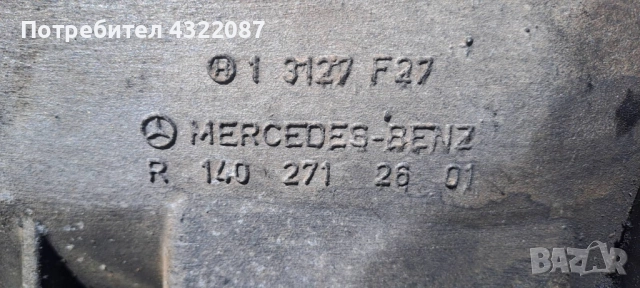 Потребител 4322087
R 1 3127 F27
MERCEDES-BENZ
R 140 271 26 01
BAZAR